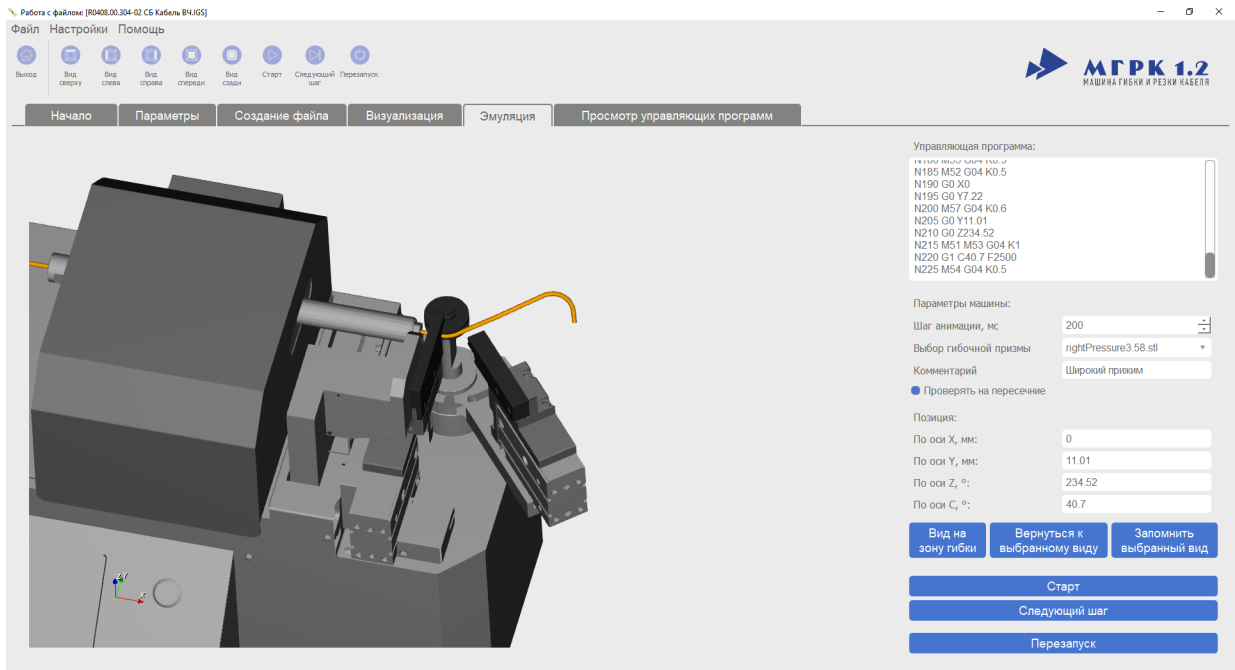 Работа с файлом: [R0408.00.304-02 СБ Кабель ВЧ.IGS]
Файл Настройки Помощь
Выход
Вид сверху
Вид слева
Вид справа
Вид спереди
Вид сзади
Старт
Следующий шаг
Перезапуск
МГРК 1.2
МАШИНА ГИБКИ И РЕЗКИ КАБЕЛЯ
Начало Параметры Создание файла Визуализация Эмуляция Просмотр управляющих программ
Управляющая программа:
N180 M55 G04 K0.5
N185 M52 G04 K0.5
N190 G0 X0
N195 G0 Y7.22
N200 M57 G04 K0.6
N205 G0 Y11.01
N210 G0 Z234.52
N215 M51 M53 G04 K1
N220 G1 C40.7 F2500
N225 M54 G04 K0.5
Параметры машины:
Шаг анимации, мс 200
Выбор гибочной призмы rightPressure3.58.stl
Комментарий Широкий прижим
Проверять на пересечние
Позиция:
По оси X, мм: 0
По оси Y, мм: 11.01
По оси Z, °: 234.52
По оси C, °: 40.7
Вид на зону гибки
Вернуться к выбранному виду
Запомнить выбранный вид
Старт
Следующий шаг
Перезапуск
ZY
X